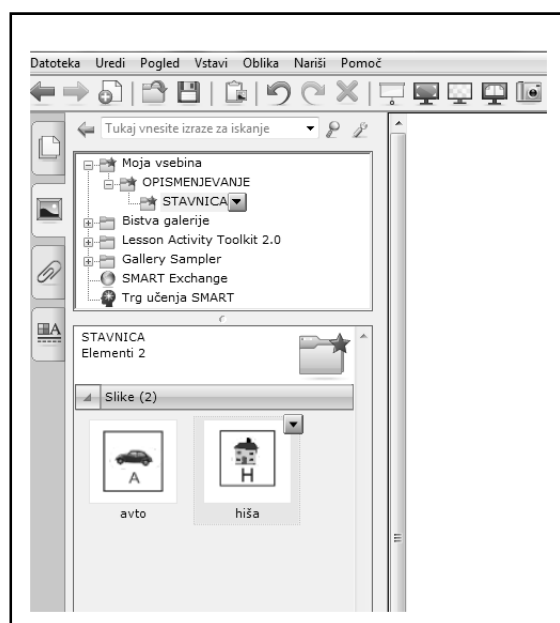 Datoteka Uredi Pogled Vstavi Oblika Nariši Pomoč
Tukaj vnesite izraze za iskanje
Moja vsebina
OPISMENJEVANJE
STAVNICA
Bistva galerije
Lesson Activity Toolkit 2.0
Gallery Sampler
SMART Exchange
Trg učenja SMART
A
STAVNICA
Elementi 2
Slike (2)
A H
avto hiša